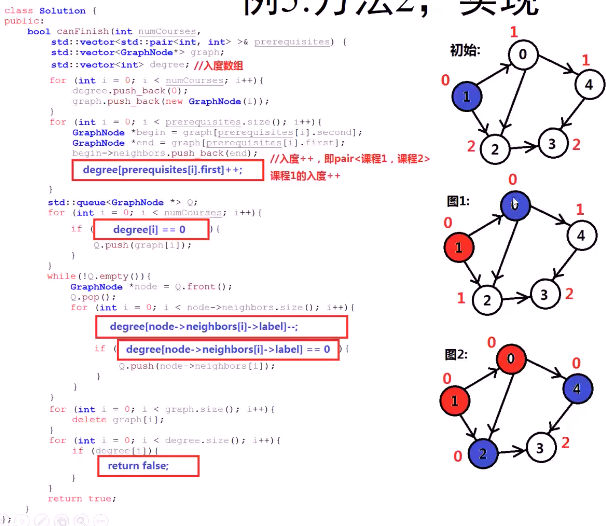 例5:方法2，实现
class Solution {
public:
bool canFinish(int numCourses,
std::vector<std::pair<int, int> >& prerequisites) {
std::vector<GraphNode*> graph;
std::vector<int> degree; //入度数组
for (int i = 0; i < numCourses; i++){
degree.push_back(0);
graph.push_back(new GraphNode(i));
}
for (int i = 0; i < prerequisites.size(); i++){
GraphNode *begin = graph[prerequisites[i].second];
GraphNode *end = graph[prerequisites[i].first];
begin->neighbors.push_back(end);
//入度++，即pair<课程1，课程2>
degree[prerequisites[i].first]++;
课程1的入度++
}
std::queue<GraphNode *> Q;
for (int i = 0; i < numCourses; i++){
if ( degree[i] == 0 ){
Q.push(graph[i]);
}
}
while(!Q.empty()){
GraphNode *node = Q.front();
Q.pop();
for (int i = 0; i < node->neighbors.size(); i++){
degree[node->neighbors[i]->label]--;
if ( degree[node->neighbors[i]->label] == 0 ){
Q.push(node->neighbors[i]);
}
}
}
for (int i = 0; i < graph.size(); i++){
delete graph[i];
}
for (int i = 0; i < degree.size(); i++){
if (degree[i]){
return false;
}
}
return true;
}
};
初始:
1
0
1
4
0
1
2
2
3
2
图1:
0
0
1
4
0
1
1
2
3
2
图2:
0
0
0
4
0
1
0
2
3
2